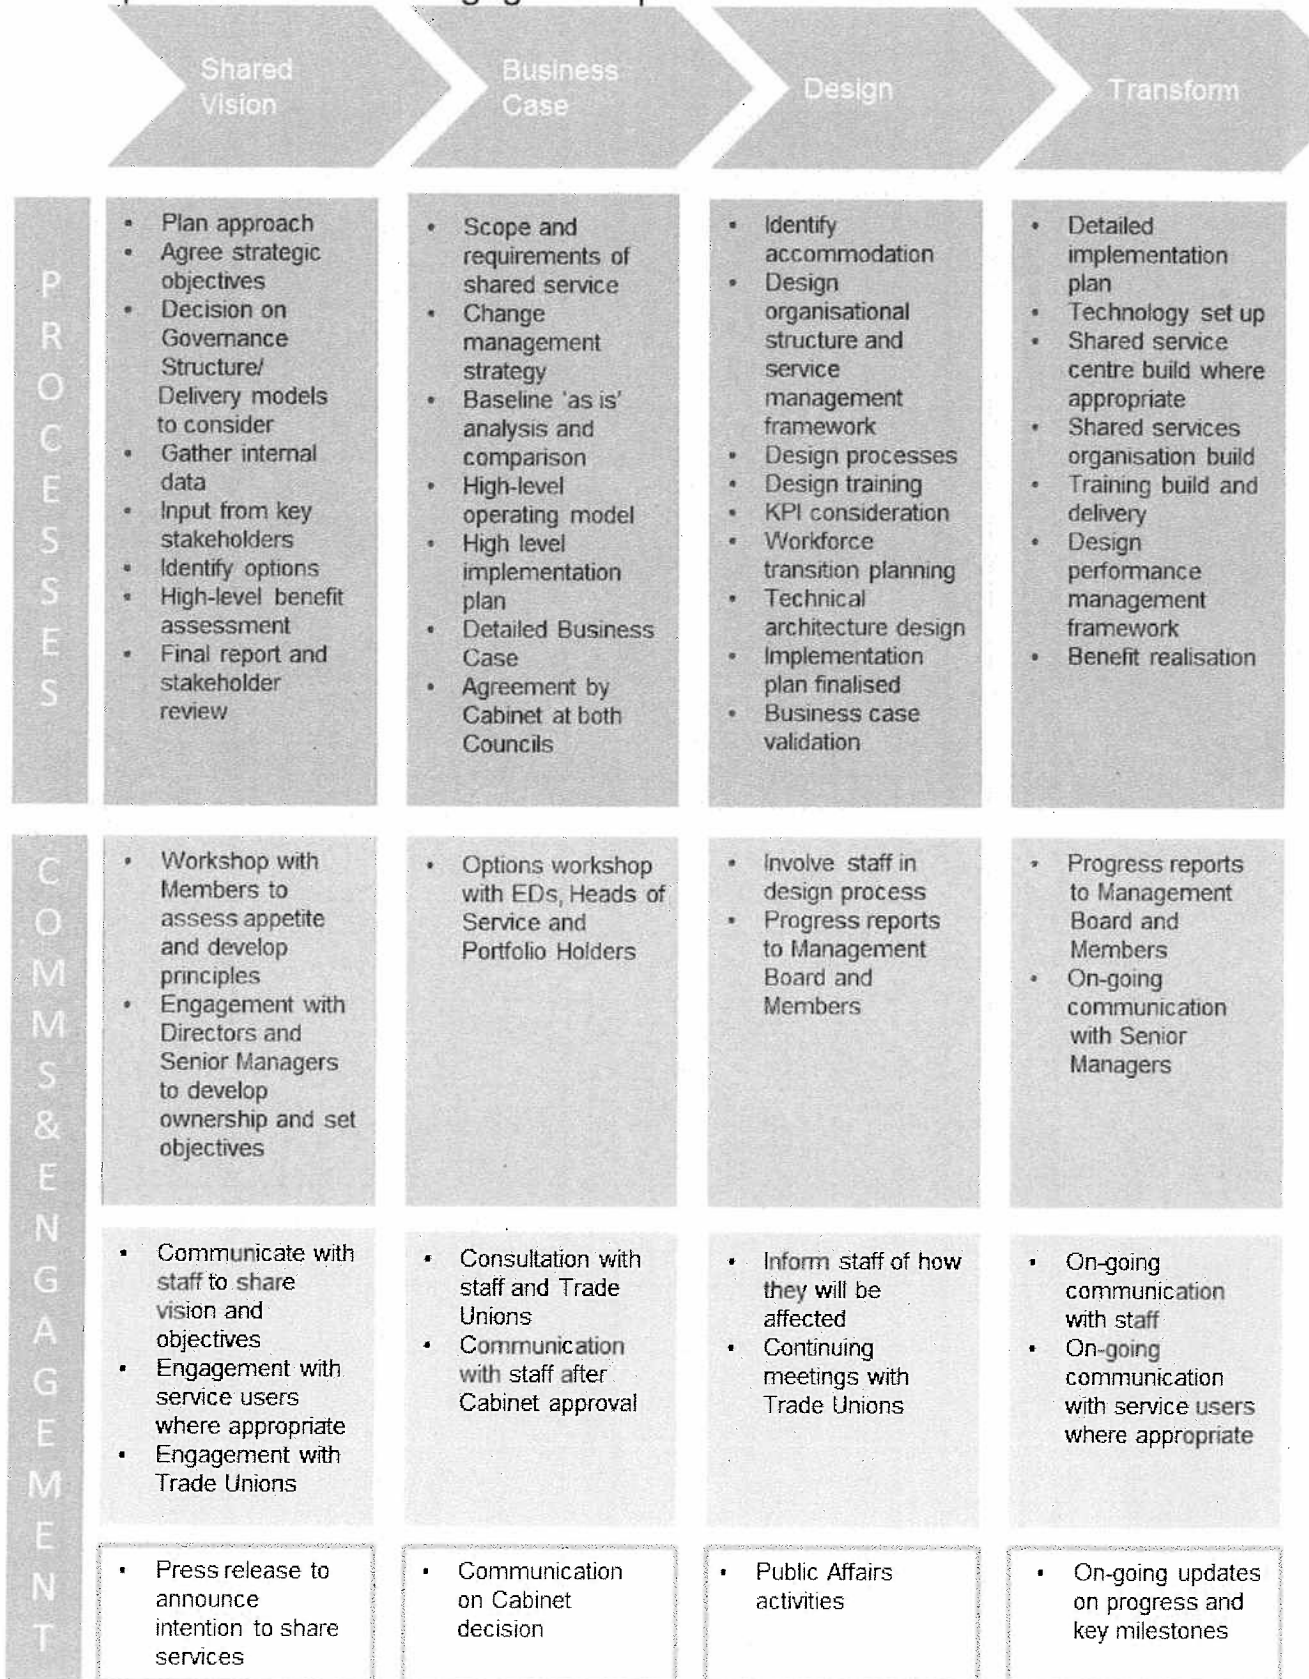 Shared
Vision
Business
Case
Design
Transform
PROCESSES
• Plan approach
• Agree strategic
objectives
• Decision on
Governance
Structure/
Delivery models
to consider
• Gather internal
data
• Input from key
stakeholders
• Identify options
• High-level benefit
assessment
• Final report and
stakeholder
review
• Scope and
requirements of
shared service
• Change
management
strategy
• Baseline 'as is'
analysis and
comparison
• High-level
operating model
• High level
implementation
plan
• Detailed Business
Case
• Agreement by
Cabinet at both
Councils
• Identify
accommodation
• Design
organisational
structure and
service
management
framework
• Design processes
• Design training
• KPI consideration
• Workforce
transition planning
• Technical
architecture design
• Implementation
plan finalised
• Business case
validation
• Detailed
implementation
plan
• Technology set up
• Shared service
centre build where
appropriate
• Shared services
organisation build
• Training build and
delivery
• Design
performance
management
framework
• Benefit realisation
COMMS & ENGAGEMENT
• Workshop with
Members to
assess appetite
and develop
principles
• Engagement with
Directors and
Senior Managers
to develop
ownership and set
objectives
• Options workshop
with EDs, Heads of
Service and
Portfolio Holders
• Involve staff in
design process
• Progress reports
to Management
Board and
Members
• Progress reports
to Management
Board and
Members
• On-going
communication
with Senior
Managers
• Communicate with
staff to share
vision and
objectives
• Engagement with
service users
where appropriate
• Engagement with
Trade Unions
• Consultation with
staff and Trade
Unions
• Communication
with staff after
Cabinet approval
• Inform staff of how
they will be
affected
• Continuing
meetings with
Trade Unions
• On-going
communication
with staff
• On-going
communication
with service users
where appropriate
• Press release to
announce
intention to share
services
• Communication
on Cabinet
decision
• Public Affairs
activities
• On-going updates
on progress and
key milestones